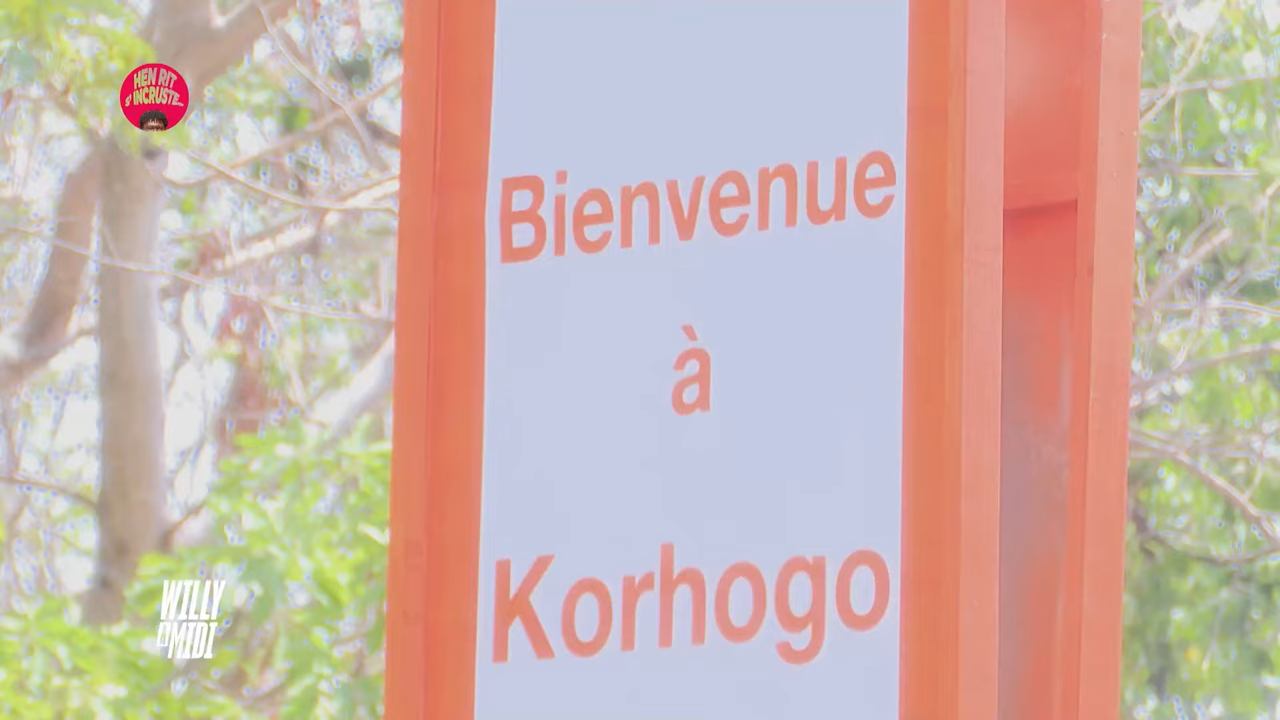 HEN RIT
S'INCRUSTE...
Bienvenue
à
Korhogo
WILLY
À MIDI